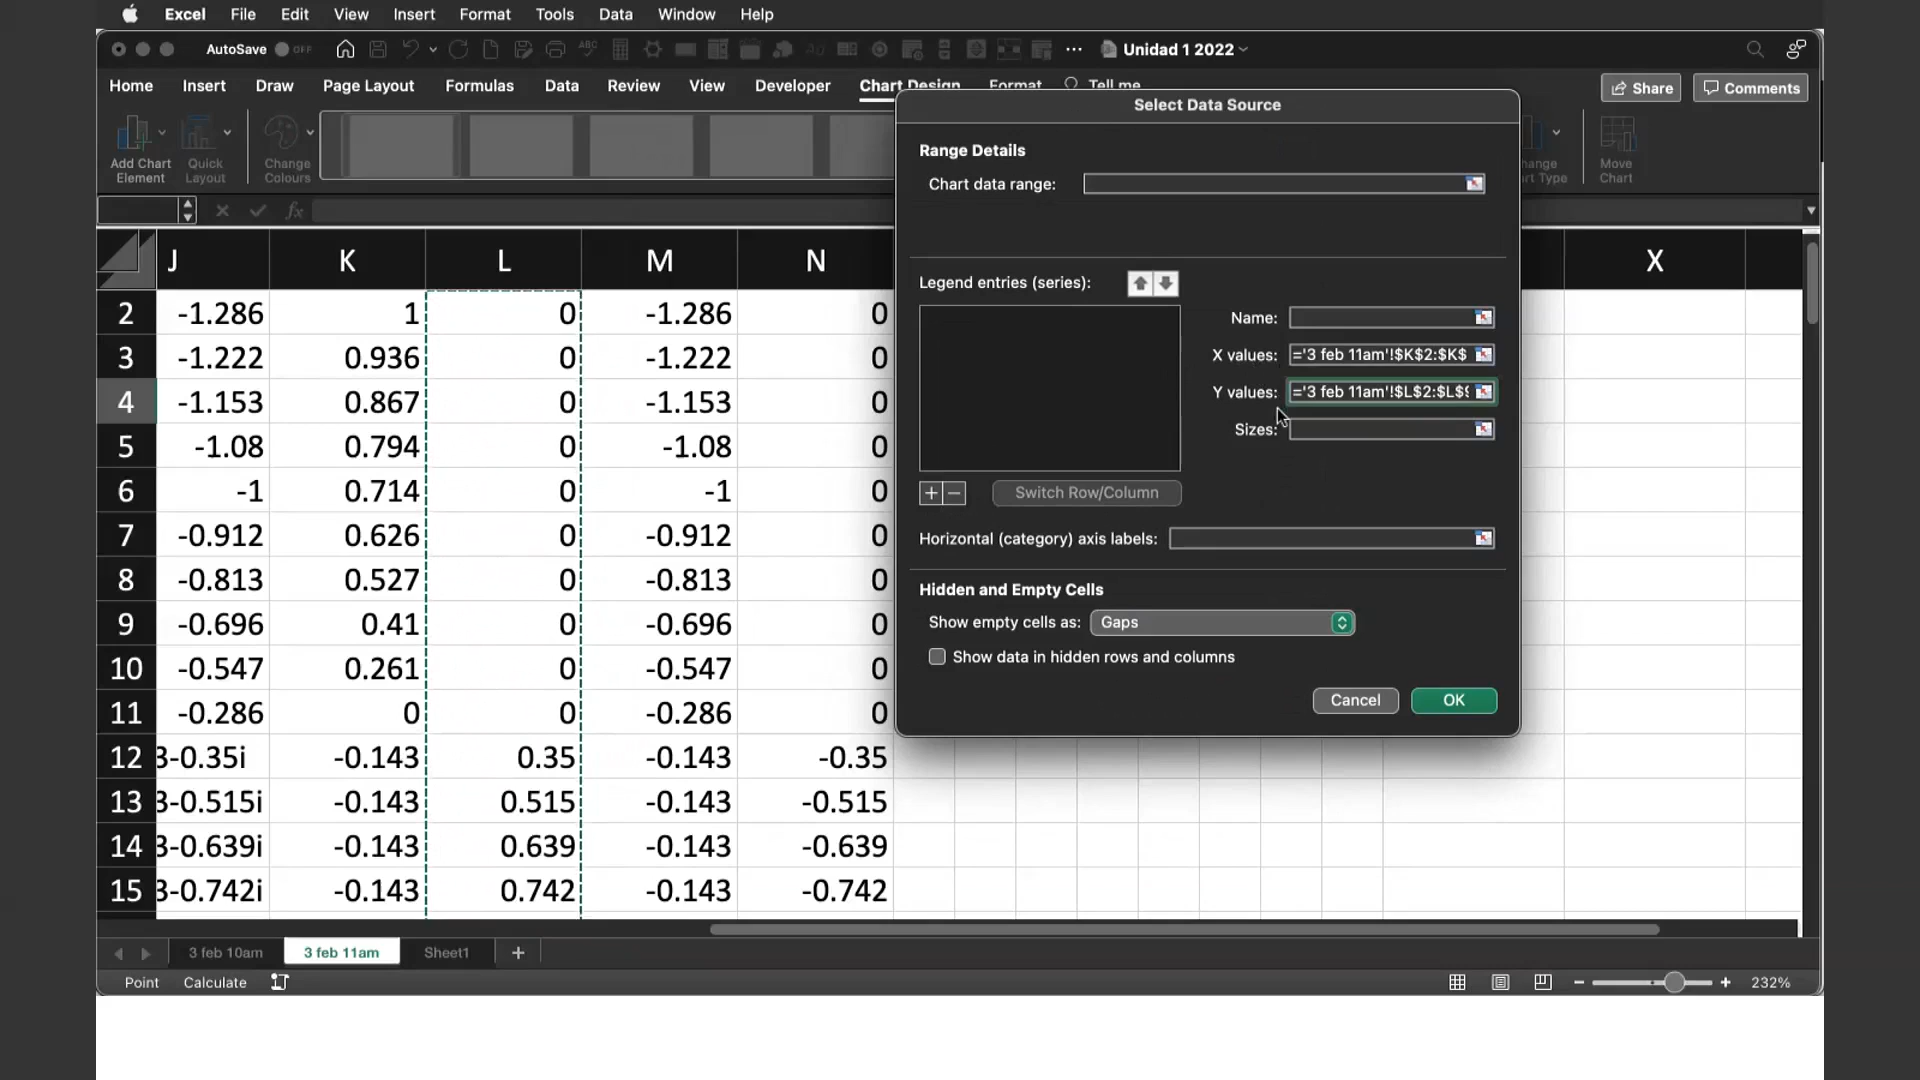 Excel File Edit View Insert Format Tools Data Window Help
AutoSave OFF Unidad 1 2022
Home Insert Draw Page Layout Formulas Data Review View Developer Chart Design Format Tell me Share Comments
Add Chart Element
Quick Layout
Change Colours
Move Chart
fx
Select Data Source
Range Details
Chart data range:
Legend entries (series):
Name:
X values: ='3 feb 11am'!$K$2:$K$
Y values: ='3 feb 11am'!$L$2:$L$
Sizes:
+ − Switch Row/Column
Horizontal (category) axis labels:
Hidden and Empty Cells
Show empty cells as: Gaps
Show data in hidden rows and columns
Cancel OK
J K L M N X
2 -1.286 1 0 -1.286 0
3 -1.222 0.936 0 -1.222 0
4 -1.153 0.867 0 -1.153 0
5 -1.08 0.794 0 -1.08 0
6 -1 0.714 0 -1 0
7 -0.912 0.626 0 -0.912 0
8 -0.813 0.527 0 -0.813 0
9 -0.696 0.41 0 -0.696 0
10 -0.547 0.261 0 -0.547 0
11 -0.286 0 0 -0.286 0
12 3-0.35i -0.143 0.35 -0.143 -0.35
13 3-0.515i -0.143 0.515 -0.143 -0.515
14 3-0.639i -0.143 0.639 -0.143 -0.639
15 3-0.742i -0.143 0.742 -0.143 -0.742
3 feb 10am 3 feb 11am Sheet1 +
Point Calculate − + 232%